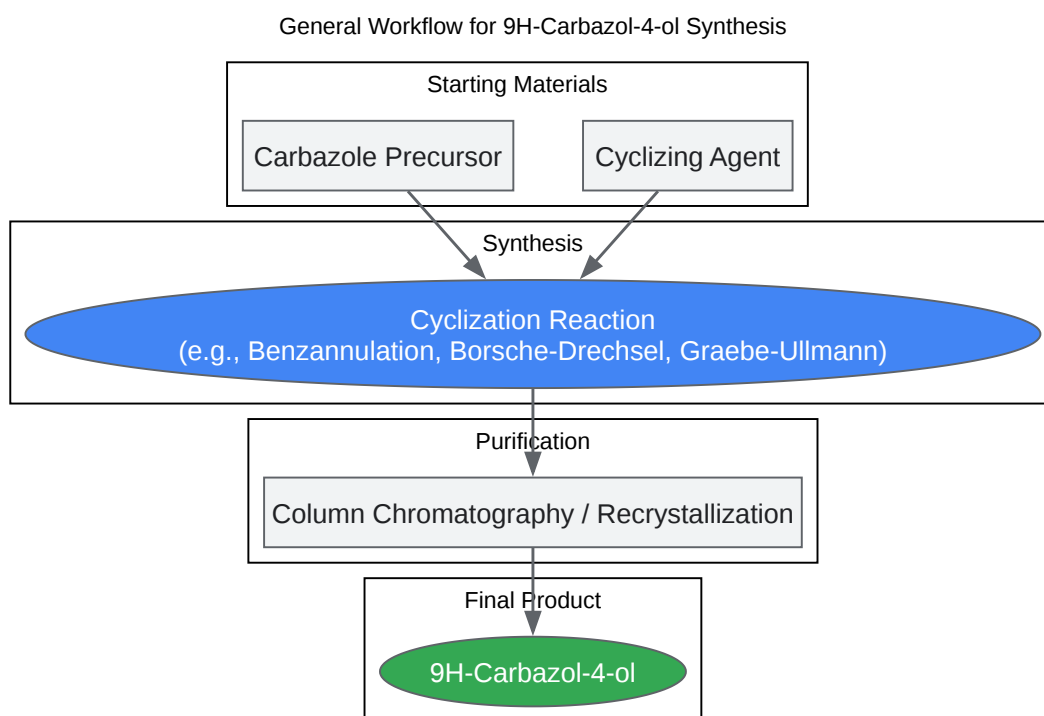 General Workflow for 9H-Carbazol-4-ol Synthesis
Starting Materials
Carbazole Precursor
Cyclizing Agent
Synthesis
Cyclization Reaction
(e.g., Benzannulation, Borsche-Drechsel, Graebe-Ullmann)
Purification
Column Chromatography / Recrystallization
Final Product
9H-Carbazol-4-ol